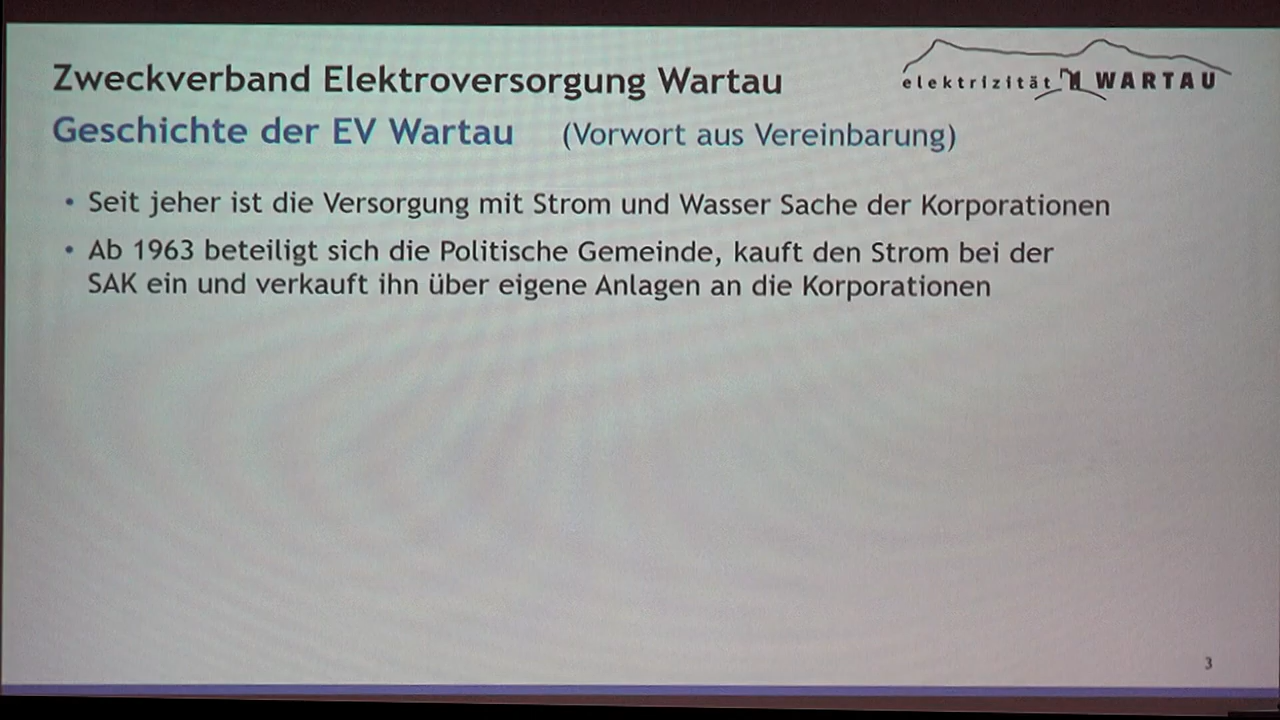 Zweckverband Elektroversorgung Wartau
elektrizität WARTAU
Geschichte der EV Wartau (Vorwort aus Vereinbarung)
• Seit jeher ist die Versorgung mit Strom und Wasser Sache der Korporationen
• Ab 1963 beteiligt sich die Politische Gemeinde, kauft den Strom bei der
SAK ein und verkauft ihn über eigene Anlagen an die Korporationen
3